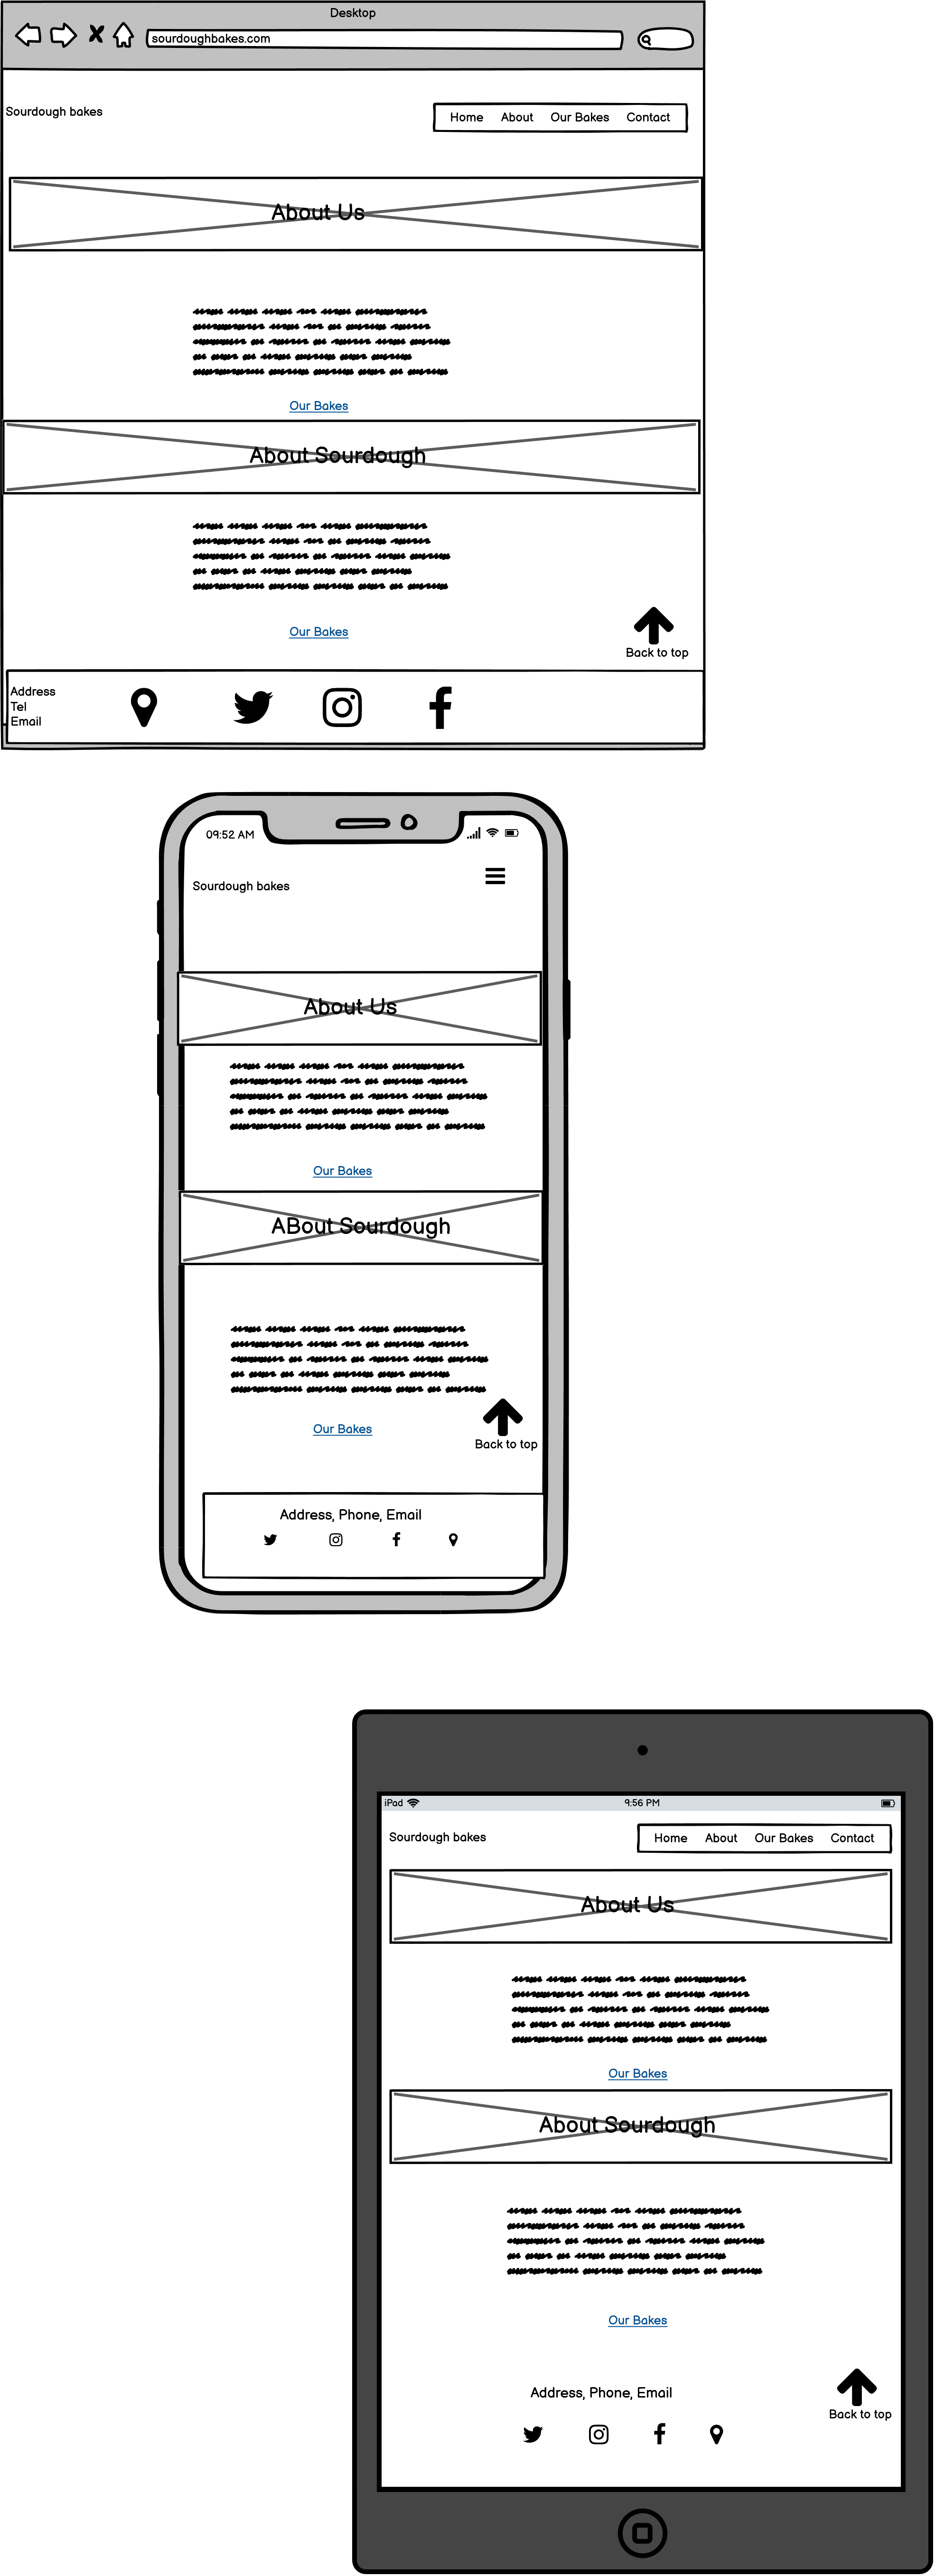 Desktop
sourdoughbakes.com
Sourdough bakes
Home About Our Bakes Contact
About Us
Our Bakes
About Sourdough
Our Bakes
Back to top
Address
Tel
Email
09:52 AM
Sourdough bakes
About Us
Our Bakes
ABout Sourdough
Our Bakes
Back to top
Address, Phone, Email
iPad 9:56 PM
Sourdough bakes
Home About Our Bakes Contact
About Us
Our Bakes
About Sourdough
Our Bakes
Address, Phone, Email
Back to top